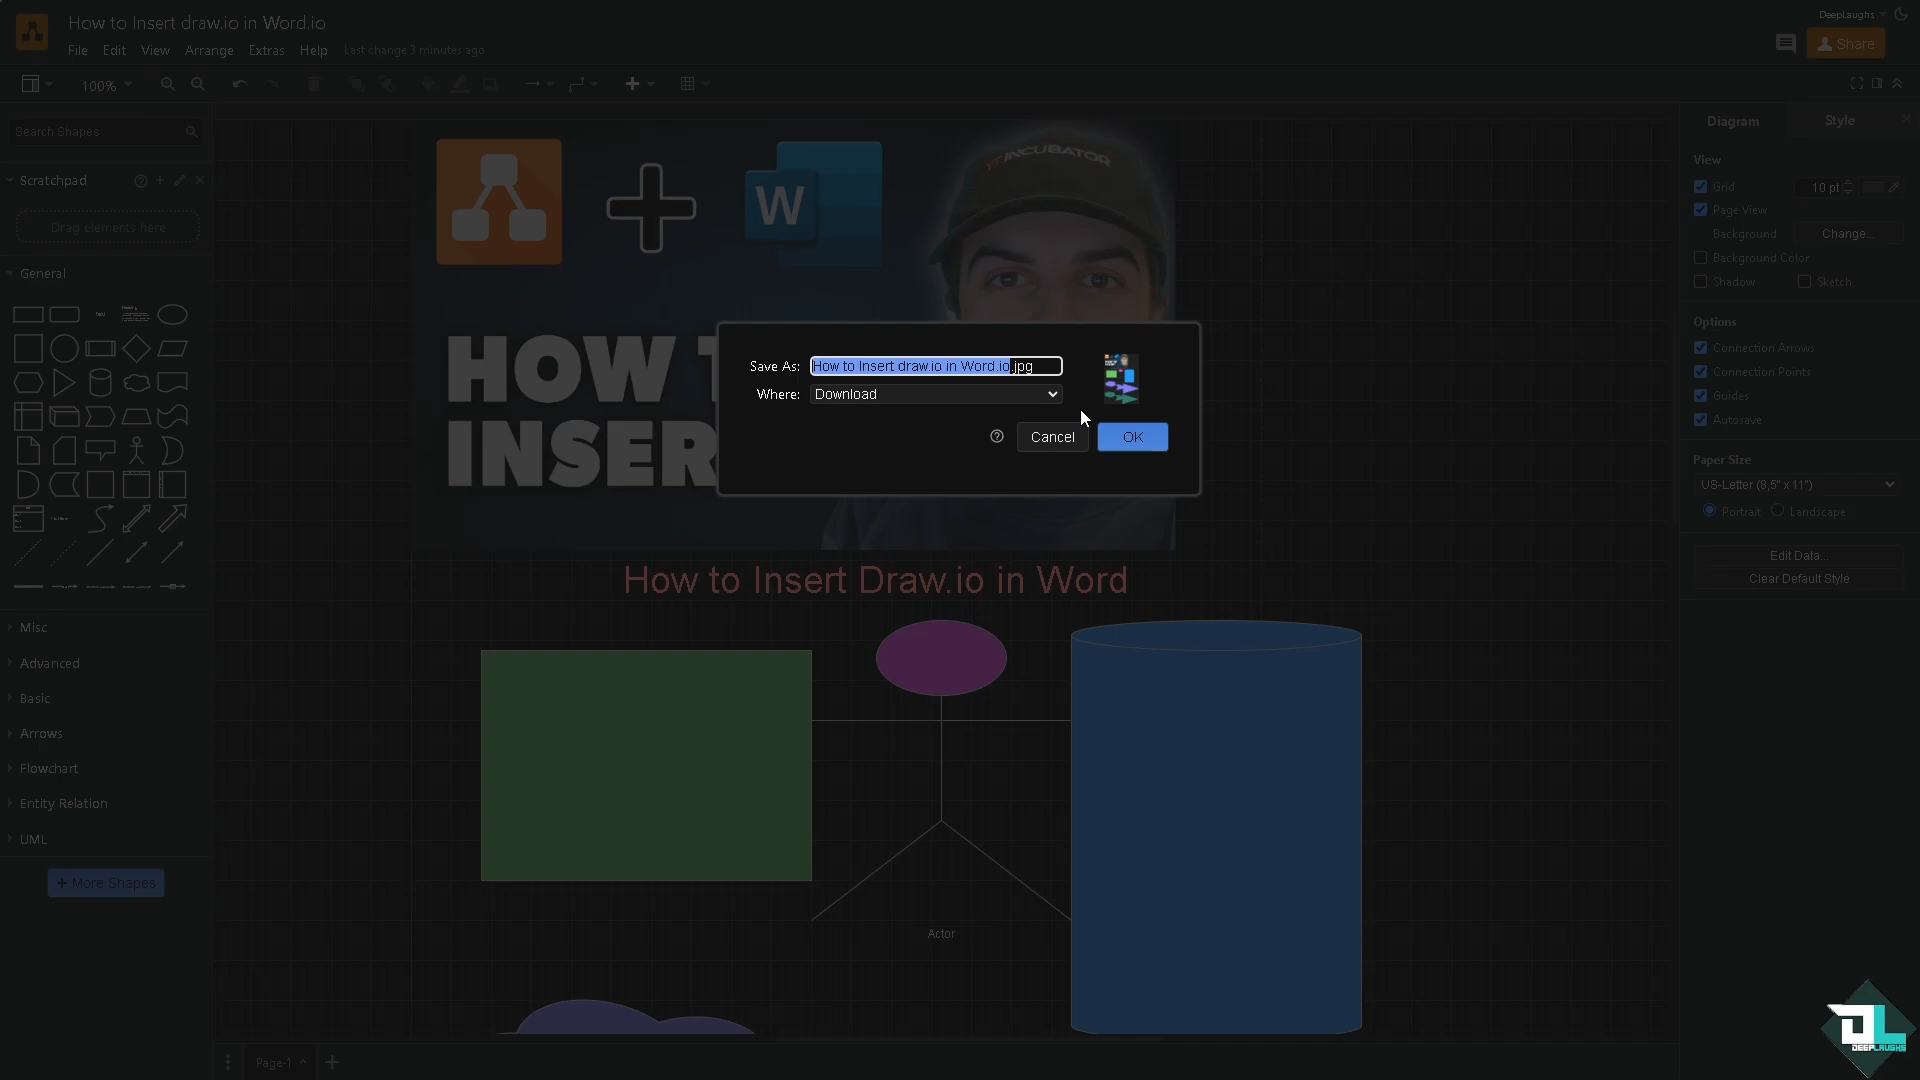 How to Insert draw.io in Word.io
DeepLaughs
File Edit View Arrange Extras Help Last change 3 minutes ago
Share
100%
Search Shapes
Diagram Style
Scratchpad
Drag elements here
General
Text
Misc
Advanced
Basic
Arrows
Flowchart
Entity Relation
UML
+ More Shapes
YT INCUBATOR
W
HOW T
INSER
Save As: How to Insert draw.io in Word.io.jpg
Where: Download
Cancel OK
How to Insert Draw.io in Word
Actor
View
Grid 10 pt
Page View
Background Change...
Background Color
Shadow Sketch
Options
Connection Arrows
Connection Points
Guides
Autosave
Paper Size
US-Letter (8,5" x 11")
Portrait Landscape
Edit Data...
Clear Default Style
Page-1
DL
DEEPLAUGHS